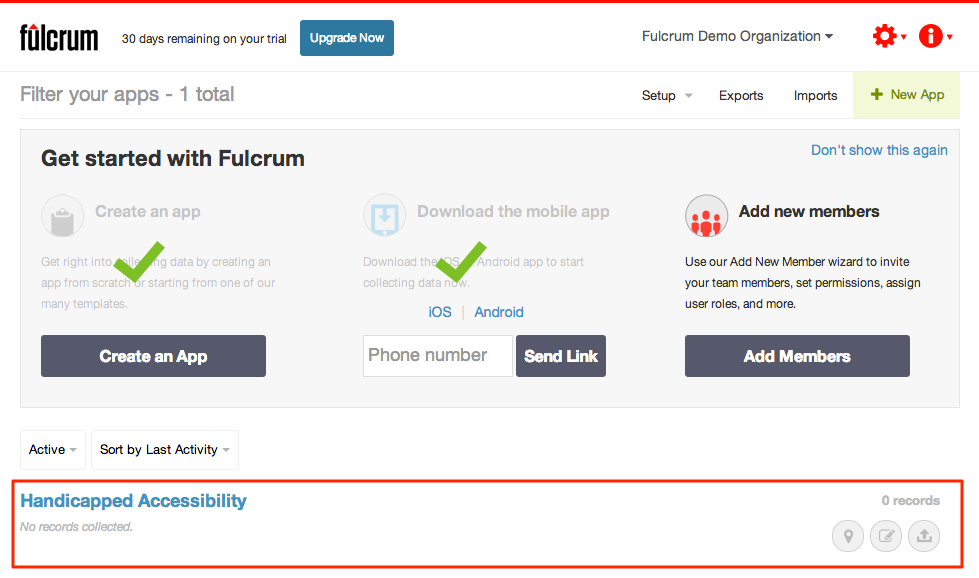 fulcrum
30 days remaining on your trial
Upgrade Now
Fulcrum Demo Organization
Filter your apps - 1 total
Setup
Exports
Imports
New App
Get started with Fulcrum
Don't show this again
Create an app
Get right into collecting data by creating an
app from scratch or starting from one of our
many templates.
Create an App
Download the mobile app
Download the iOS Android app to start
collecting data now.
iOS | Android
Phone number
Send Link
Add new members
Use our Add New Member wizard to invite
your team members, set permissions, assign
user roles, and more.
Add Members
Active
Sort by Last Activity
Handicapped Accessibility
0 records
No records collected.